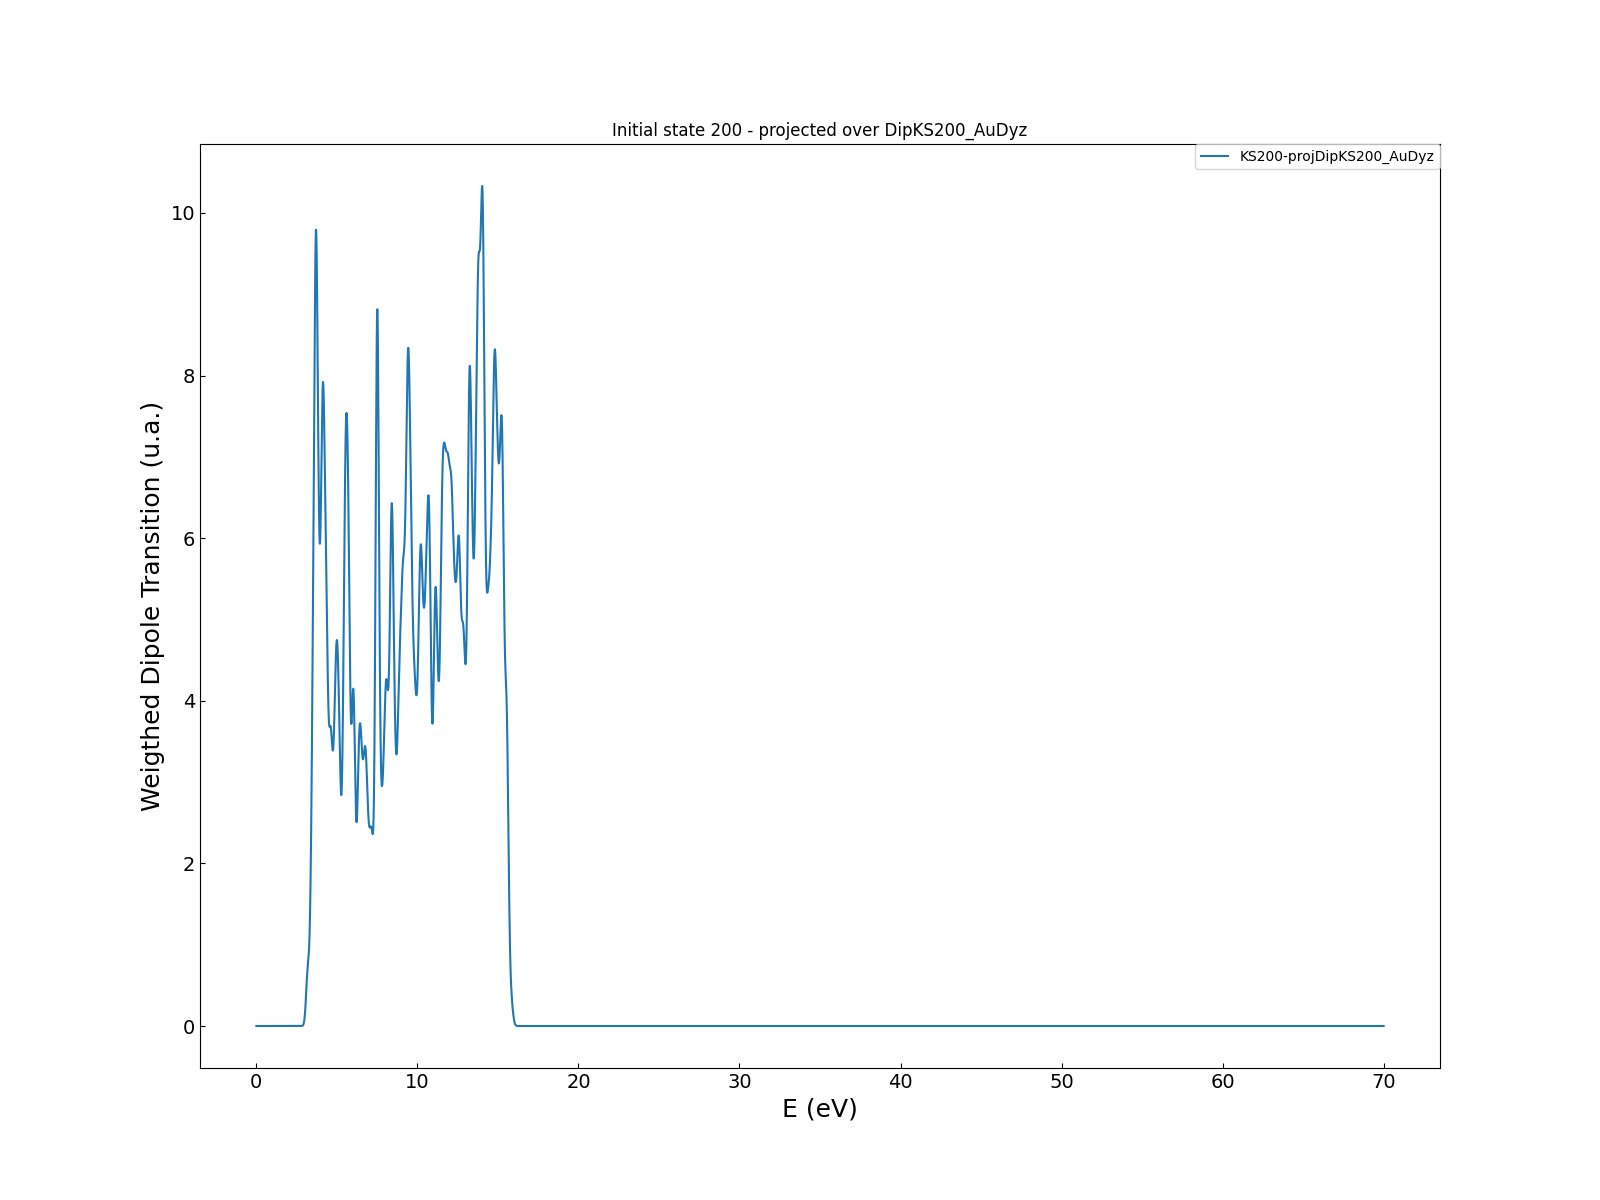 Initial state 200 - projected over DipKS200_AuDyz
KS200-projDipKS200_AuDyz
Weigthed Dipole Transition (u.a.)
10
8
6
4
2
0
0 10 20 30 40 50 60 70
E (eV)